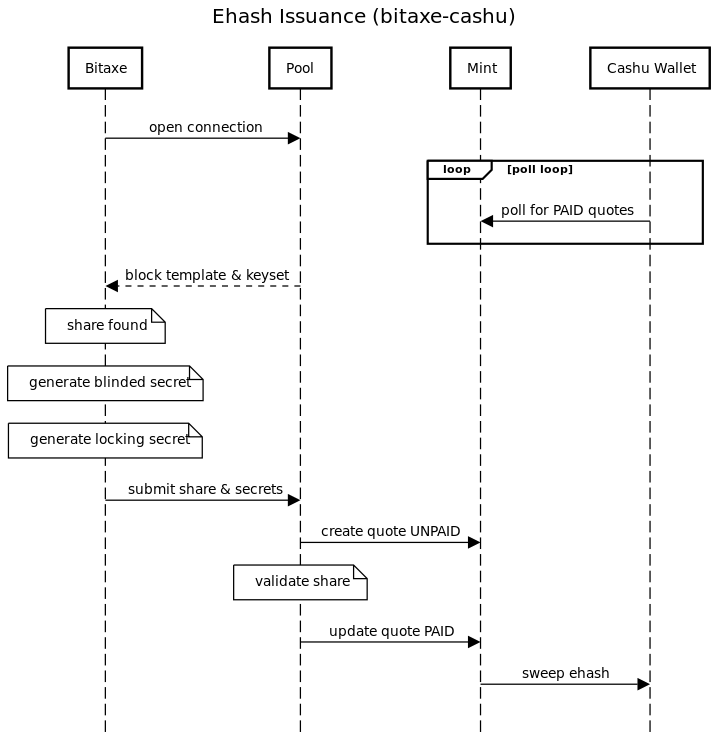 Ehash Issuance (bitaxe-cashu)
Bitaxe
Pool
Mint
Cashu Wallet
open connection
loop
[poll loop]
poll for PAID quotes
block template & keyset
share found
generate blinded secret
generate locking secret
submit share & secrets
create quote UNPAID
validate share
update quote PAID
sweep ehash